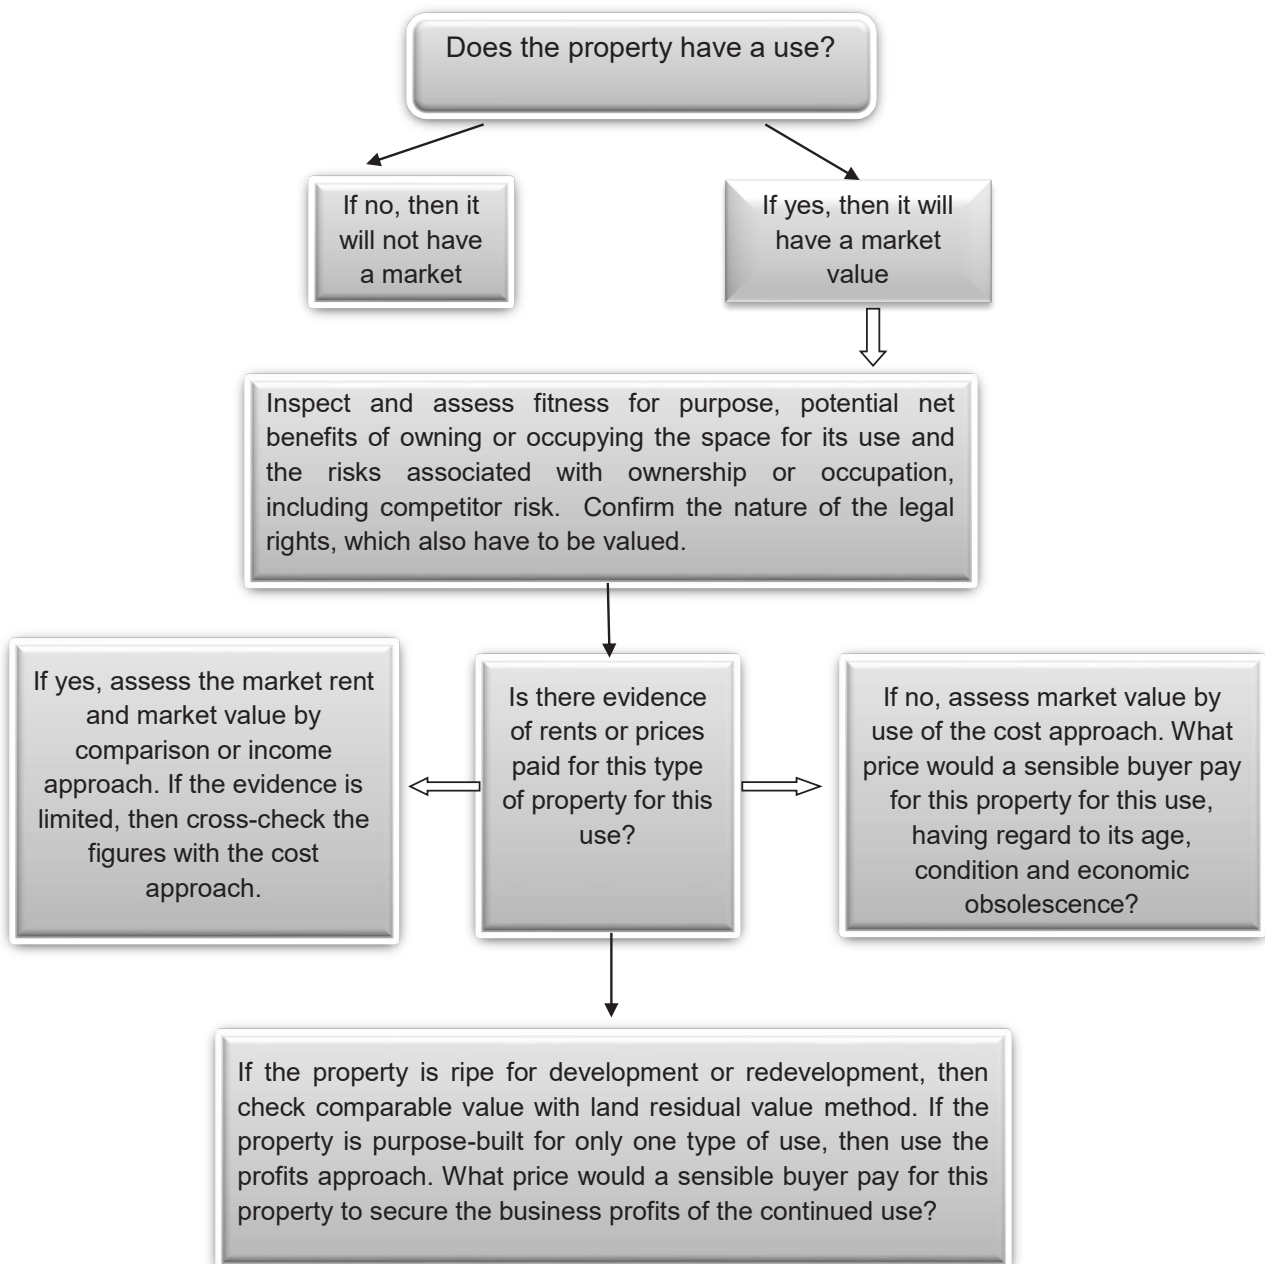 Does the property have a use?
If no, then it
will not have
a market
If yes, then it will
have a market
value
Inspect and assess fitness for purpose, potential net
benefits of owning or occupying the space for its use and
the risks associated with ownership or occupation,
including competitor risk. Confirm the nature of the legal
rights, which also have to be valued.
If yes, assess the market rent
and market value by
comparison or income
approach. If the evidence is
limited, then cross-check the
figures with the cost
approach.
Is there evidence
of rents or prices
paid for this type
of property for this
use?
If no, assess market value by
use of the cost approach. What
price would a sensible buyer pay
for this property for this use,
having regard to its age,
condition and economic
obsolescence?
If the property is ripe for development or redevelopment, then
check comparable value with land residual value method. If the
property is purpose-built for only one type of use, then use the
profits approach. What price would a sensible buyer pay for this
property to secure the business profits of the continued use?